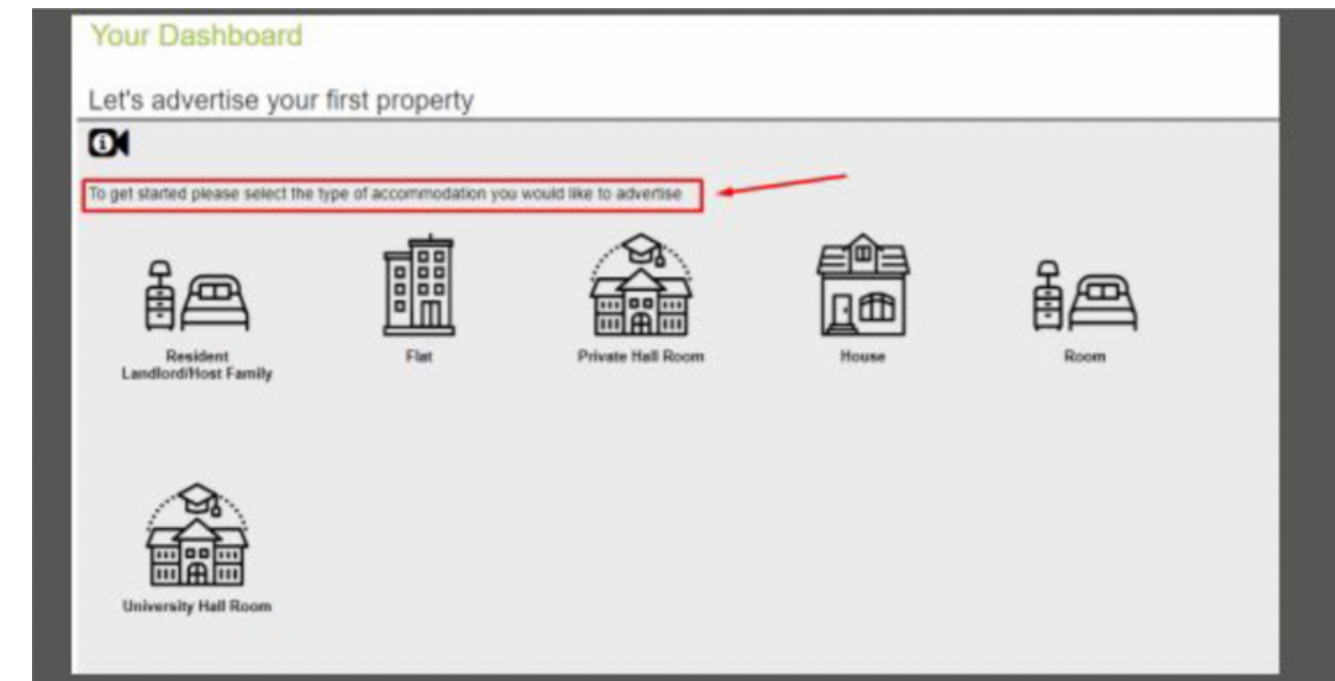 Your Dashboard
Let's advertise your first property
To get started please select the type of accommodation you would like to advertise
Resident
Landlord/Host Family
Flat
Private Hall Room
House
Room
University Hall Room